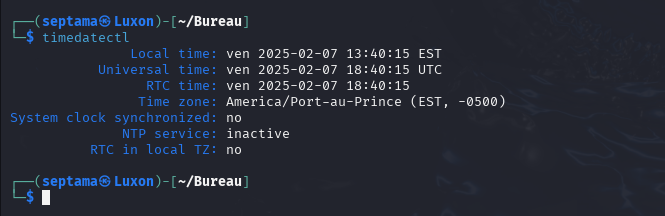 ┌──(septama㉿Luxon)-[~/Bureau]
└─$ timedatectl
Local time: ven 2025-02-07 13:40:15 EST
Universal time: ven 2025-02-07 18:40:15 UTC
RTC time: ven 2025-02-07 18:40:15
Time zone: America/Port-au-Prince (EST, -0500)
System clock synchronized: no
NTP service: inactive
RTC in local TZ: no
┌──(septama㉿Luxon)-[~/Bureau]
└─$